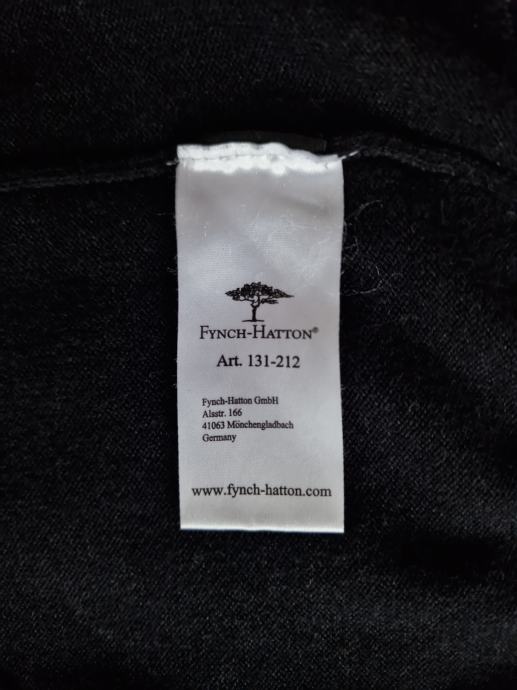 FYNCH-HATTON®
Art. 131-212
Fynch-Hatton GmbH
Alsstr. 166
41063 Mönchengladbach
Germany
www.fynch-hatton.com